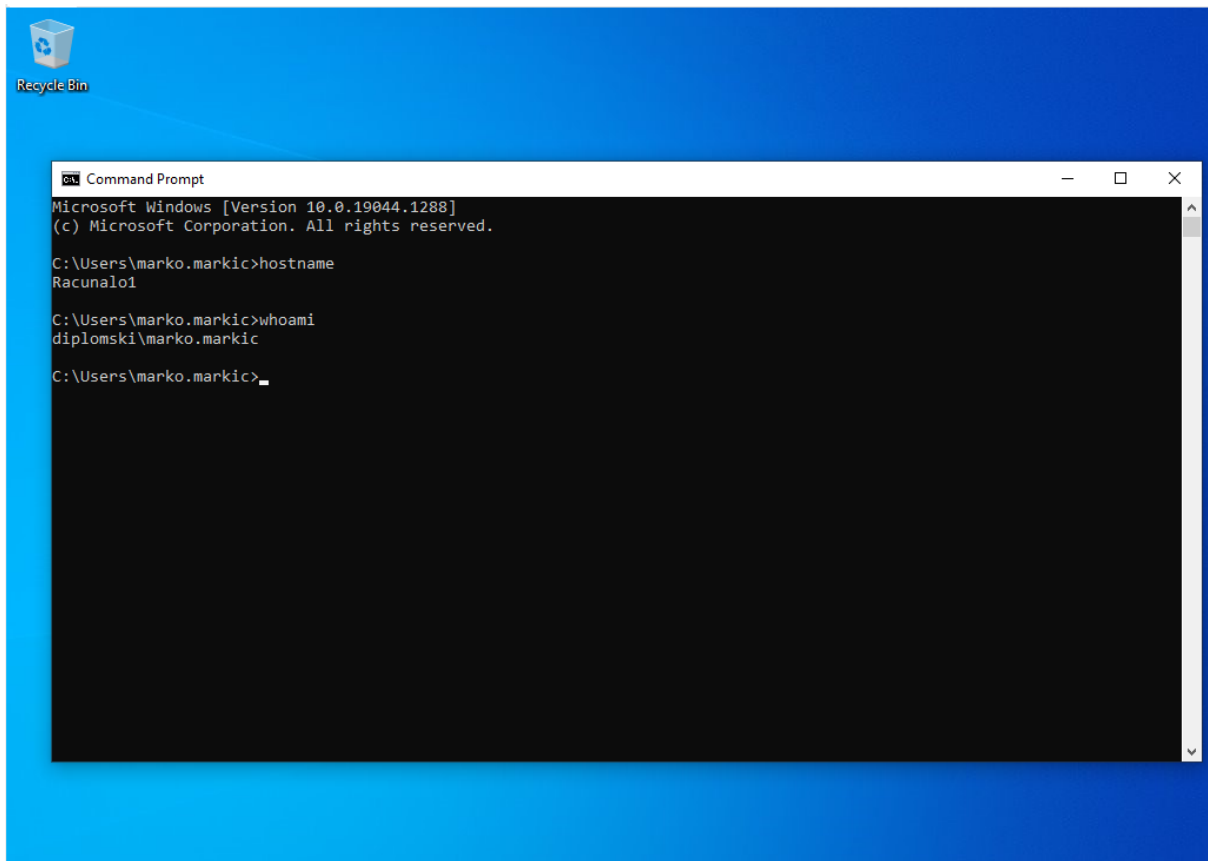 Recycle Bin
Command Prompt
Microsoft Windows [Version 10.0.19044.1288]
(c) Microsoft Corporation. All rights reserved.
C:\Users\marko.markic>hostname
Racunalo1
C:\Users\marko.markic>whoami
diplomski\marko.markic
C:\Users\marko.markic>